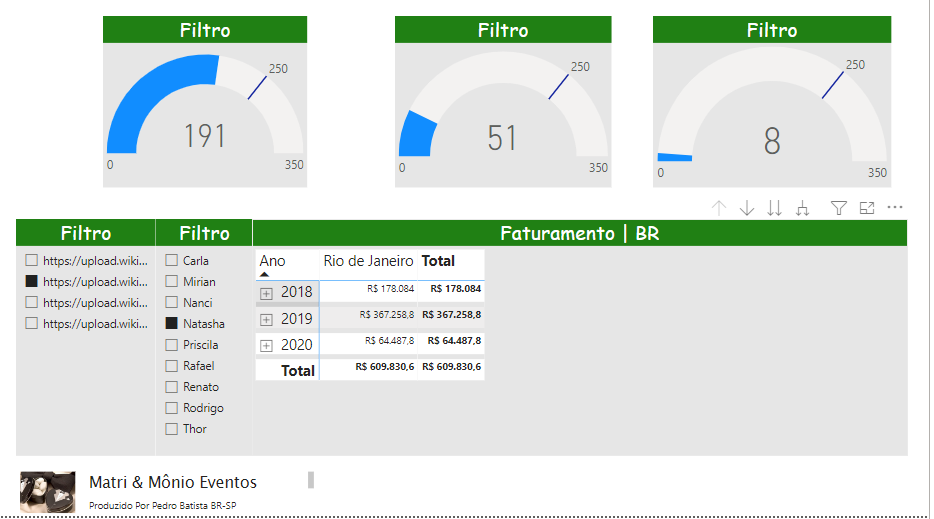 Filtro Filtro Filtro
250 250 250
191 51 8
0 350 0 350 0 350
Filtro Filtro Faturamento | BR
https://upload.wiki... Carla Ano Rio de Janeiro Total
https://upload.wiki... Mirian 2018 R$ 178.084 R$ 178.084
https://upload.wiki... Nanci 2019 R$ 367.258,8 R$ 367.258,8
https://upload.wiki... Natasha 2020 R$ 64.487,8 R$ 64.487,8
Priscila Total R$ 609.830,6 R$ 609.830,6
Rafael
Renato
Rodrigo
Thor
Matri & Mônio Eventos
Produzido Por Pedro Batista BR-SP